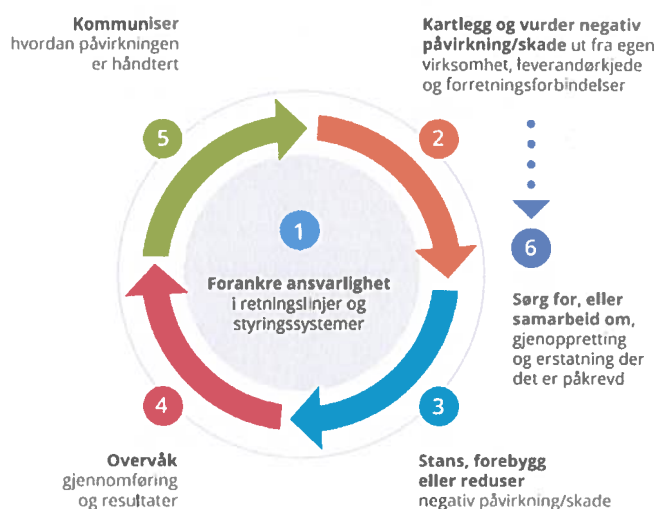 Kommuniser
hvordan påvirkningen
er håndtert
5
Kartlegg og vurder negativ
påvirkning/skade ut fra egen
virksomhet, leverandørkjede
og forretningsforbindelser
2
1
Forankre ansvarlighet
i retningslinjer og
styringssystemer
6
Sørg for, eller
samarbeid om,
gjenoppretting
og erstatning der
det er påkrevd
4
Overvåk
gjennomføring
og resultater
3
Stans, forebygg
eller reduser
negativ påvirkning/skade